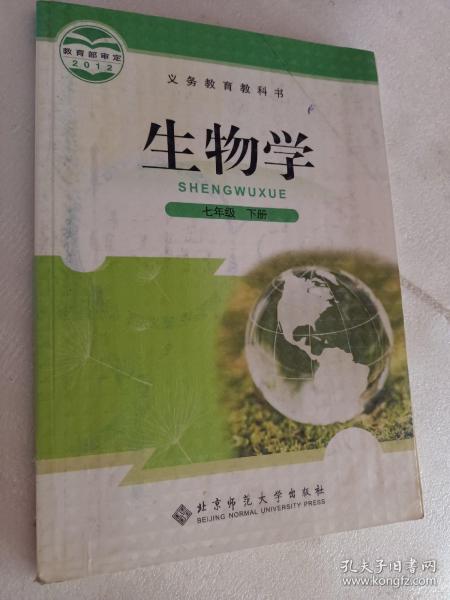 教育部审定
2012
义务教育教科书
生物学
SHENGWUXUE
七年级 下册
北京师范大学出版社
BEIJING NORMAL UNIVERSITY PRESS
孔夫子旧书网
www.kongfz.com